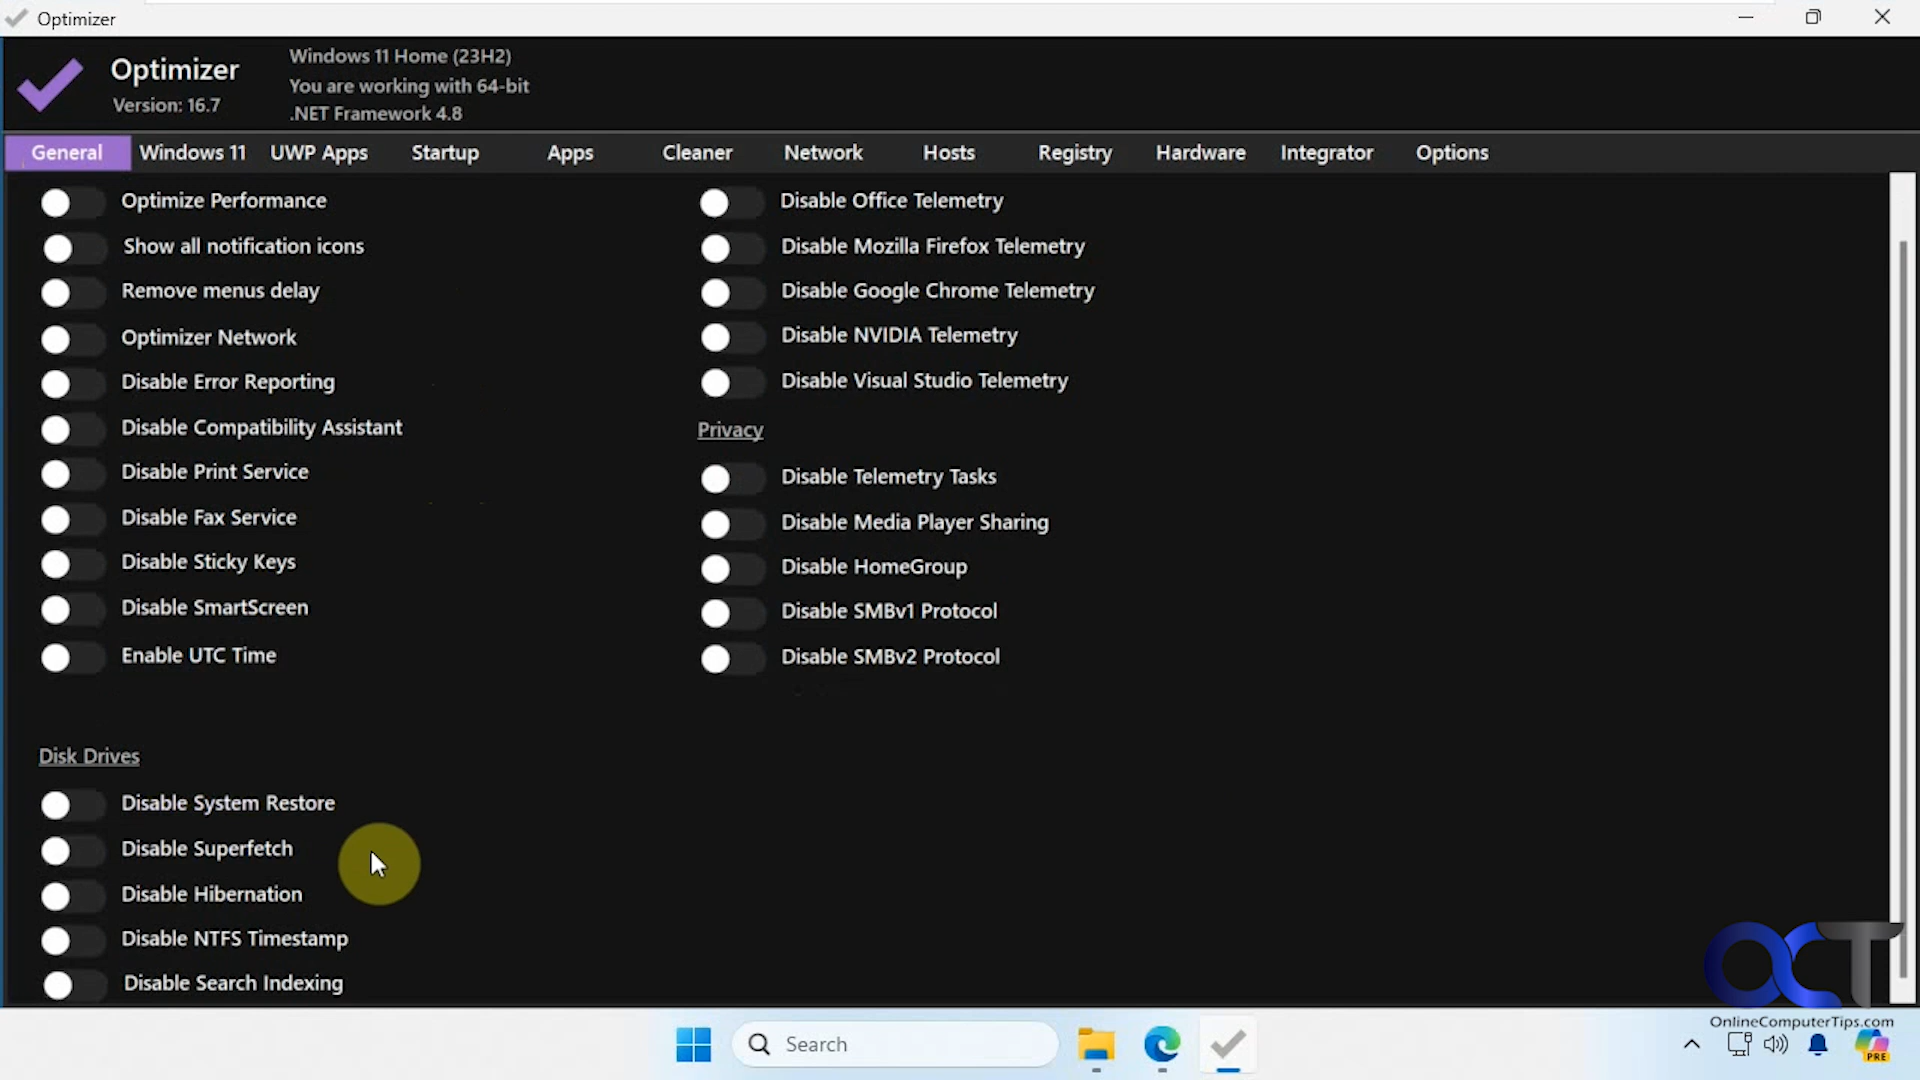 Optimizer
Optimizer
Version: 16.7
Windows 11 Home (23H2)
You are working with 64-bit
.NET Framework 4.8
General Windows 11 UWP Apps Startup Apps Cleaner Network Hosts Registry Hardware Integrator Options
Optimize Performance
Show all notification icons
Remove menus delay
Optimizer Network
Disable Error Reporting
Disable Compatibility Assistant
Disable Print Service
Disable Fax Service
Disable Sticky Keys
Disable SmartScreen
Enable UTC Time
Disk Drives
Disable System Restore
Disable Superfetch
Disable Hibernation
Disable NTFS Timestamp
Disable Search Indexing
Disable Office Telemetry
Disable Mozilla Firefox Telemetry
Disable Google Chrome Telemetry
Disable NVIDIA Telemetry
Disable Visual Studio Telemetry
Privacy
Disable Telemetry Tasks
Disable Media Player Sharing
Disable HomeGroup
Disable SMBv1 Protocol
Disable SMBv2 Protocol
OCT
OnlineComputerTips.com
Search
PRE